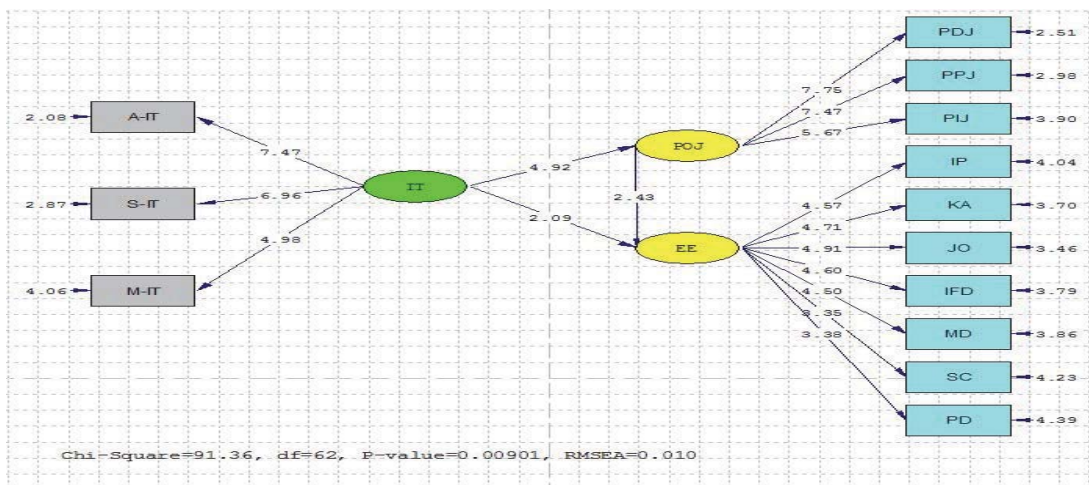 PDJ
2.51
PPJ
2.98
7.75
A-IT
2.08
7.47
PIJ
3.90
POJ
5.67
7.47
4.92
IP
4.04
IT
S-IT
2.87
6.96
2.43
4.57
KA
3.70
2.09
4.71
4.98
EE
4.91
JO
3.46
4.60
M-IT
4.06
4.50
IFD
3.79
3.35
3.38
MD
3.86
SC
4.23
PD
4.39
Chi-Square=91.36, df=62, P-value=0.00901, RMSEA=0.010